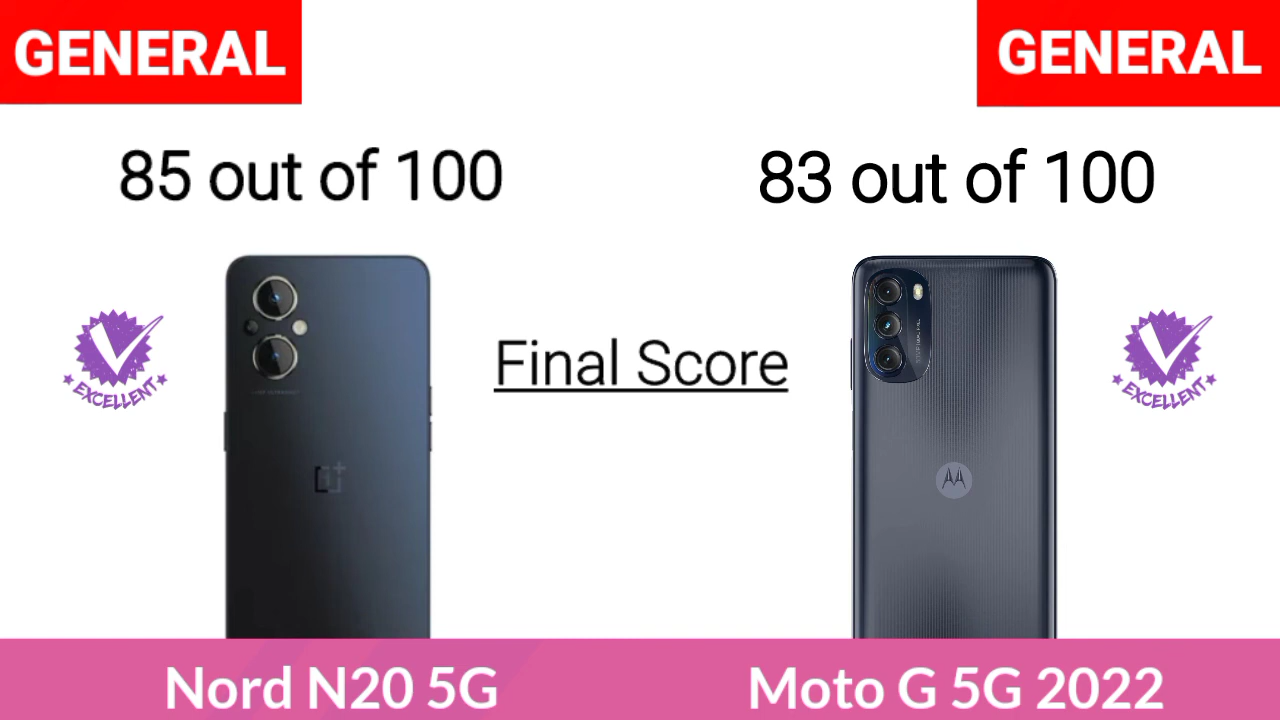 GENERAL
GENERAL
85 out of 100
83 out of 100
EXCELLENT
Final Score
EXCELLENT
Nord N20 5G
Moto G 5G 2022